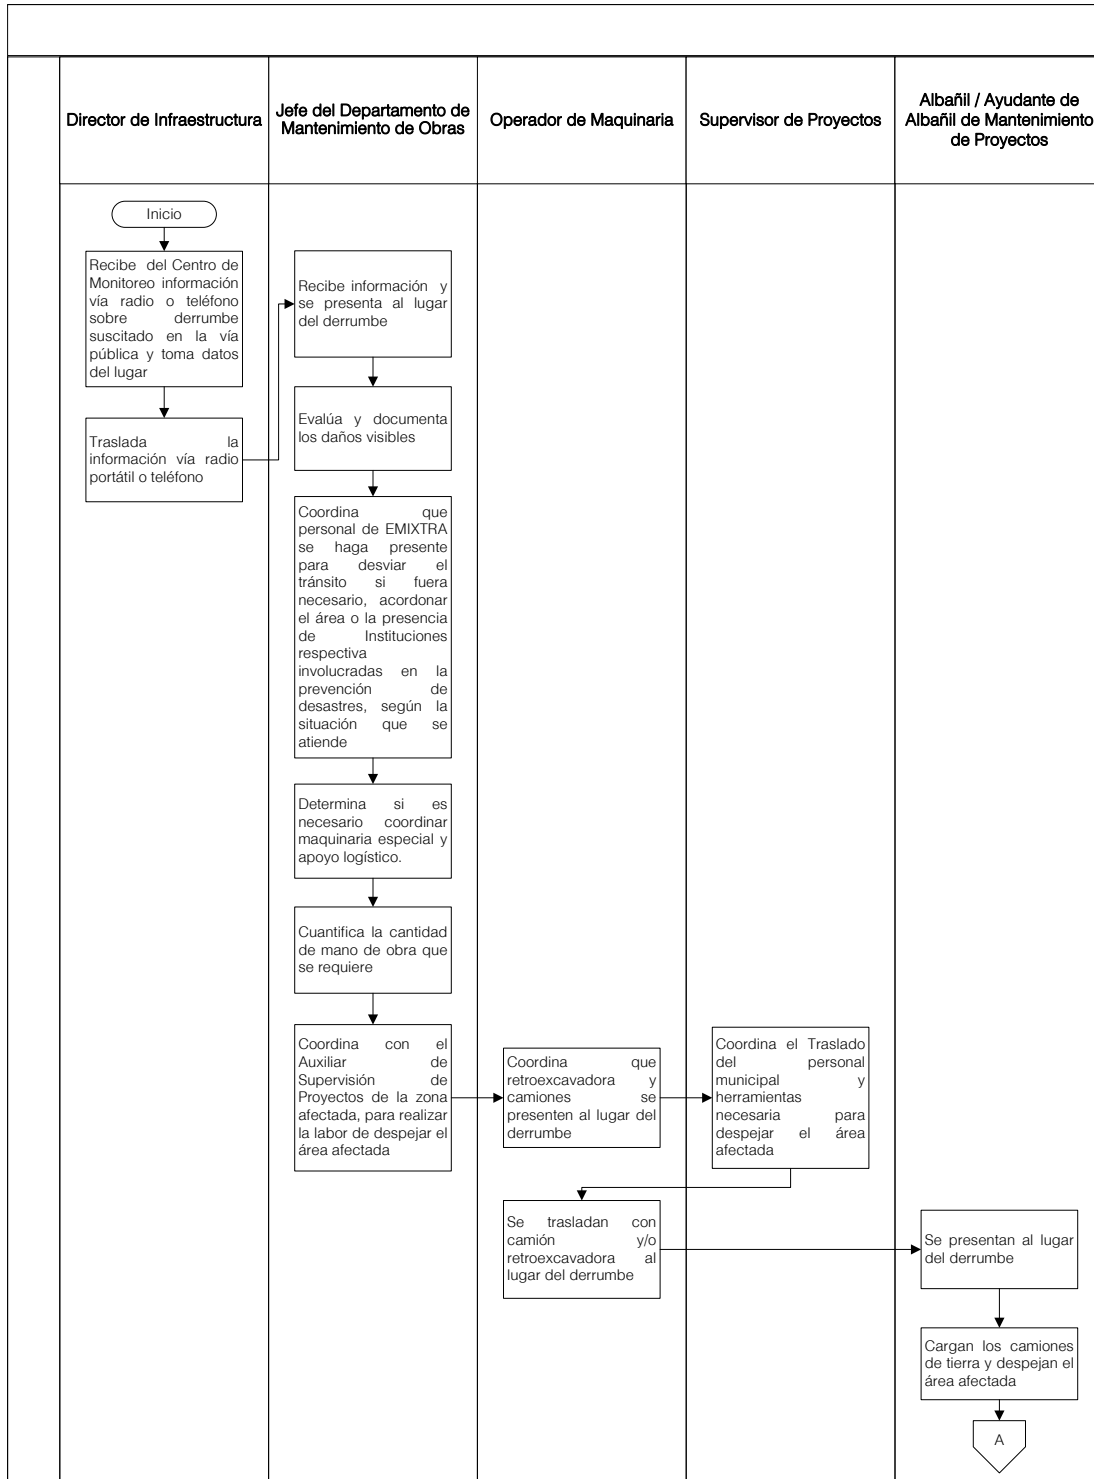 Director de Infraestructura
Jefe del Departamento de
Mantenimiento de Obras
Operador de Maquinaria
Supervisor de Proyectos
Albañil / Ayudante de
Albañil de Mantenimiento
de Proyectos
Inicio
Recibe del Centro de
Monitoreo información
vía radio o teléfono
sobre derrumbe
suscitado en la vía
pública y toma datos
del lugar
Traslada la
información vía radio
portátil o teléfono
Recibe información y
se presenta al lugar
del derrumbe
Evalúa y documenta
los daños visibles
Coordina que
personal de EMIXTRA
se haga presente
para desviar el
tránsito si fuera
necesario, acordonar
el área o la presencia
de Instituciones
respectiva
involucradas en la
prevención de
desastres, según la
situación que se
atiende
Determina si es
necesario coordinar
maquinaria especial y
apoyo logístico.
Cuantifica la cantidad
de mano de obra que
se requiere
Coordina con el
Auxiliar de
Supervisión de
Proyectos de la zona
afectada, para realizar
la labor de despejar el
área afectada
Coordina que
retroexcavadora y
camiones se
presenten al lugar del
derrumbe
Coordina el Traslado
del personal
municipal y
herramientas
necesaria para
despejar el área
afectada
Se trasladan con
camión y/o
retroexcavadora al
lugar del derrumbe
Se presentan al lugar
del derrumbe
Cargan los camiones
de tierra y despejan el
área afectada
A